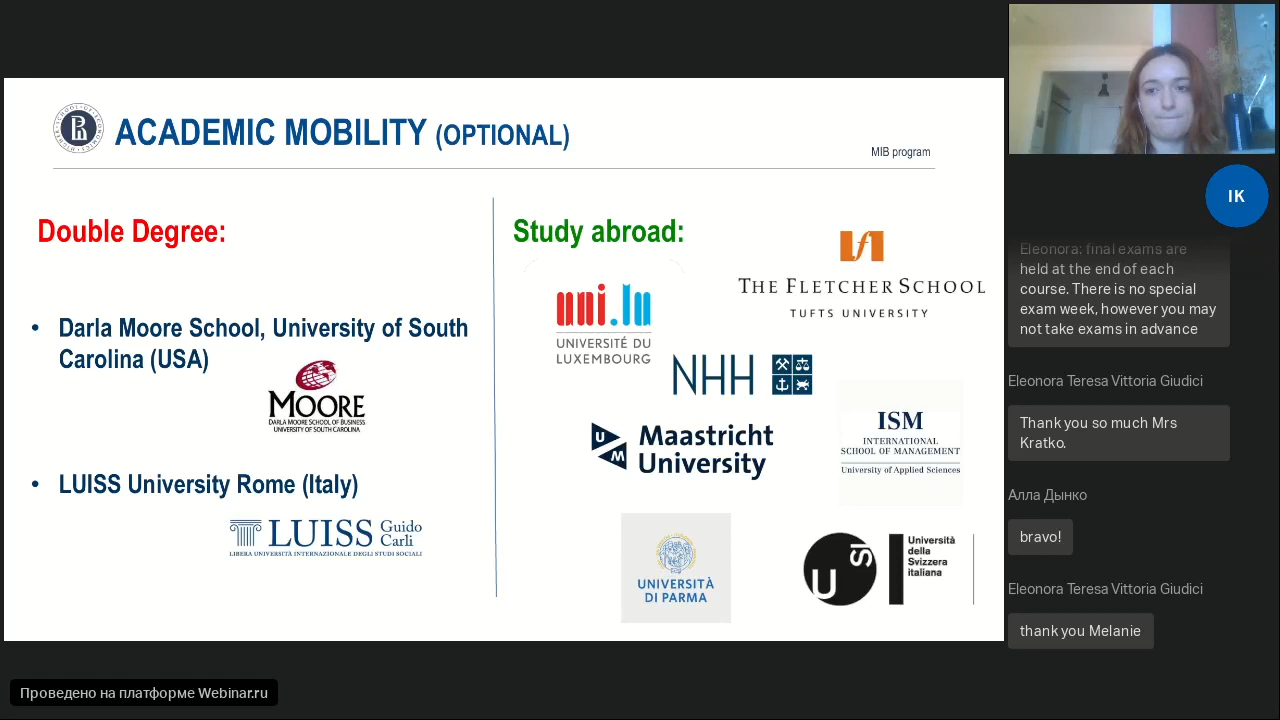 ACADEMIC MOBILITY (OPTIONAL)
MIB program
Double Degree:
• Darla Moore School, University of South
Carolina (USA)
MOORE
DARLA MOORE SCHOOL OF BUSINESS
UNIVERSITY OF SOUTH CAROLINA
• LUISS University Rome (Italy)
LUISS Guido
Carli
LIBERA UNIVERSITÀ INTERNAZIONALE DEGLI STUDI SOCIALI
Study abroad:
THE FLETCHER SCHOOL
TUFTS UNIVERSITY
uni.lu
UNIVERSITÉ DU
LUXEMBOURG
NHH
UM
Maastricht
University
ISM
INTERNATIONAL
SCHOOL OF MANAGEMENT
University of Applied Sciences
UNIVERSITÀ
DI PARMA
USI
Università
della
Svizzera
italiana
IK
Eleonora: final exams are
held at the end of each
course. There is no special
exam week, however you may
not take exams in advance
Eleonora Teresa Vittoria Giudici
Thank you so much Mrs
Kratko.
Алла Дынко
bravo!
Eleonora Teresa Vittoria Giudici
thank you Melanie
Проведено на платформе Webinar.ru